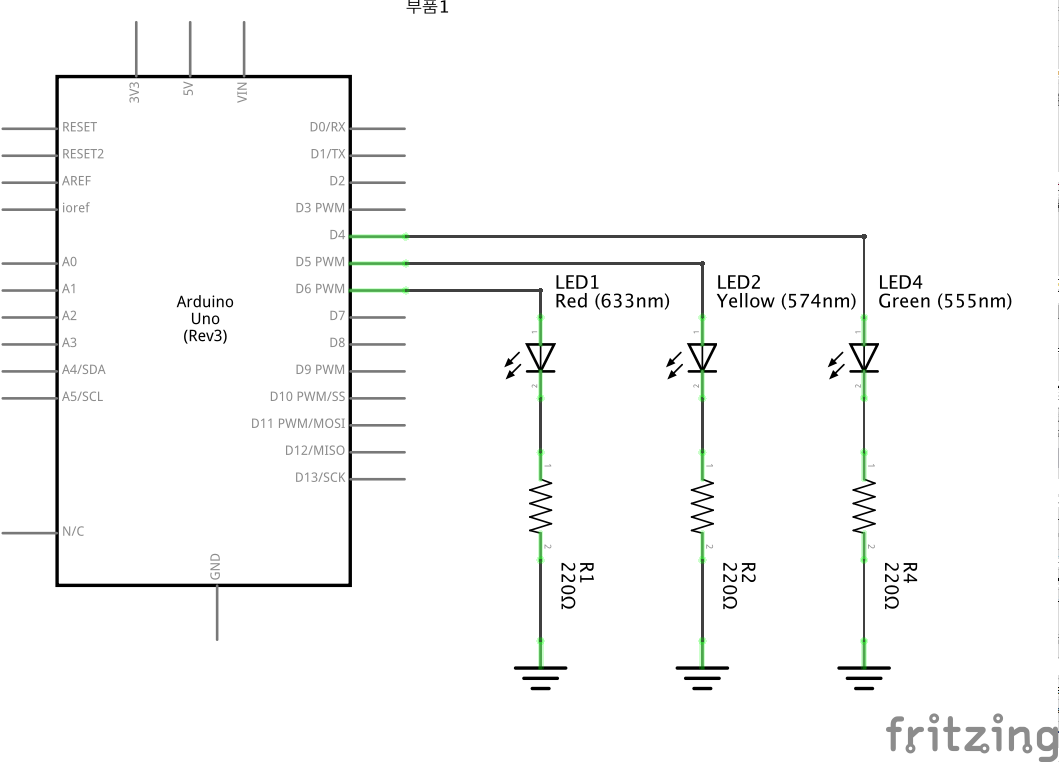 부품1
3V3
5V
VIN
RESET
RESET2
AREF
ioref
A0
A1
A2
A3
A4/SDA
A5/SCL
N/C
Arduino
Uno
(Rev3)
GND
D0/RX
D1/TX
D2
D3 PWM
D4
D5 PWM
D6 PWM
D7
D8
D9 PWM
D10 PWM/SS
D11 PWM/MOSI
D12/MISO
D13/SCK
LED1
Red (633nm)
1
2
1
2
R1
220Ω
LED2
Yellow (574nm)
1
2
1
2
R2
220Ω
LED4
Green (555nm)
1
2
1
2
R4
220Ω
fritzing